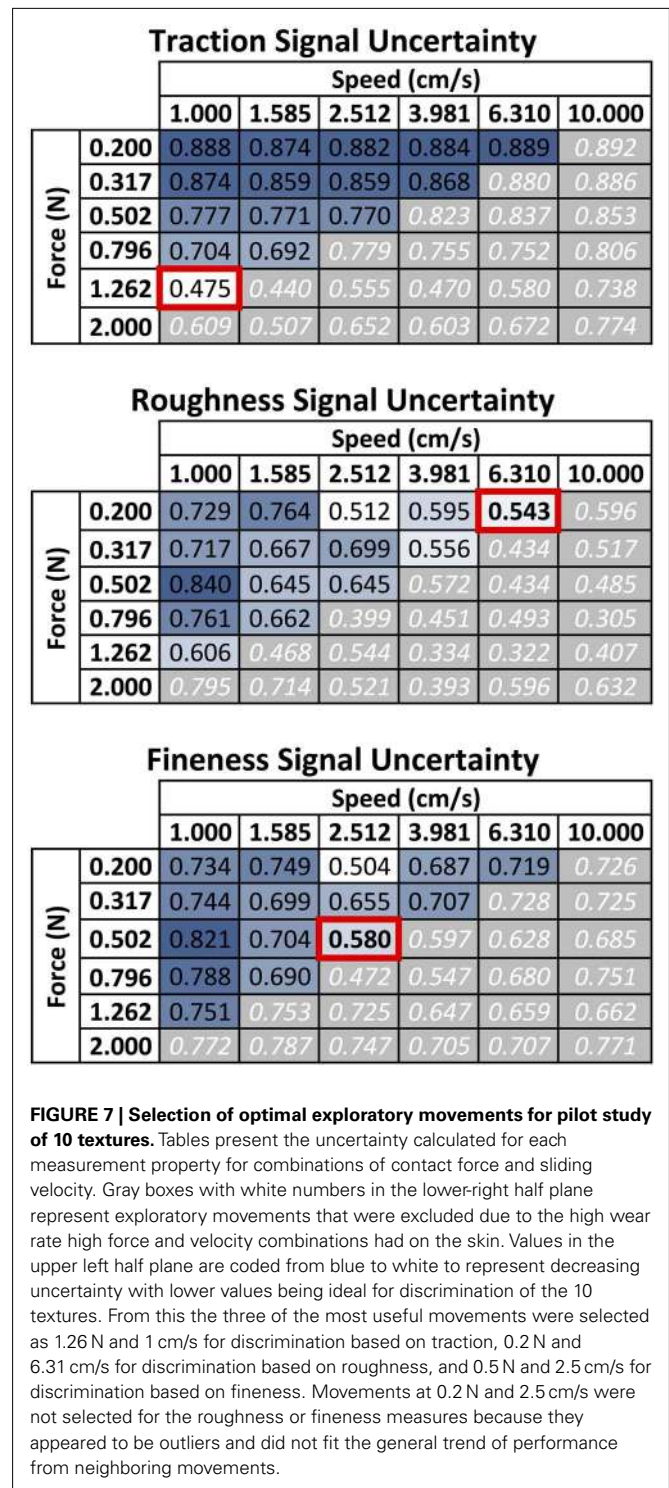 Traction Signal Uncertainty
Speed (cm/s)
1.000 1.585 2.512 3.981 6.310 10.000
Force (N)
0.200 0.888 0.874 0.882 0.884 0.889 0.892
0.317 0.874 0.859 0.859 0.868 0.880 0.886
0.502 0.777 0.771 0.770 0.823 0.837 0.853
0.796 0.704 0.692 0.779 0.755 0.752 0.806
1.262 0.475 0.440 0.555 0.470 0.580 0.738
2.000 0.609 0.507 0.652 0.603 0.672 0.774
Roughness Signal Uncertainty
Speed (cm/s)
1.000 1.585 2.512 3.981 6.310 10.000
Force (N)
0.200 0.729 0.764 0.512 0.595 0.543 0.596
0.317 0.717 0.667 0.699 0.556 0.434 0.517
0.502 0.840 0.645 0.645 0.572 0.434 0.485
0.796 0.761 0.662 0.399 0.451 0.493 0.305
1.262 0.606 0.468 0.544 0.334 0.322 0.407
2.000 0.795 0.714 0.521 0.393 0.596 0.632
Fineness Signal Uncertainty
Speed (cm/s)
1.000 1.585 2.512 3.981 6.310 10.000
Force (N)
0.200 0.734 0.749 0.504 0.687 0.719 0.726
0.317 0.744 0.699 0.655 0.707 0.728 0.725
0.502 0.821 0.704 0.580 0.597 0.628 0.685
0.796 0.788 0.690 0.472 0.547 0.680 0.751
1.262 0.751 0.753 0.725 0.647 0.659 0.662
2.000 0.772 0.787 0.747 0.705 0.707 0.771
FIGURE 7 | Selection of optimal exploratory movements for pilot study
of 10 textures. Tables present the uncertainty calculated for each
measurement property for combinations of contact force and sliding
velocity. Gray boxes with white numbers in the lower-right half plane
represent exploratory movements that were excluded due to the high wear
rate high force and velocity combinations had on the skin. Values in the
upper left half plane are coded from blue to white to represent decreasing
uncertainty with lower values being ideal for discrimination of the 10
textures. From this the three of the most useful movements were selected
as 1.26 N and 1 cm/s for discrimination based on traction, 0.2 N and
6.31 cm/s for discrimination based on roughness, and 0.5 N and 2.5 cm/s for
discrimination based on fineness. Movements at 0.2 N and 2.5 cm/s were
not selected for the roughness or fineness measures because they
appeared to be outliers and did not fit the general trend of performance
from neighboring movements.